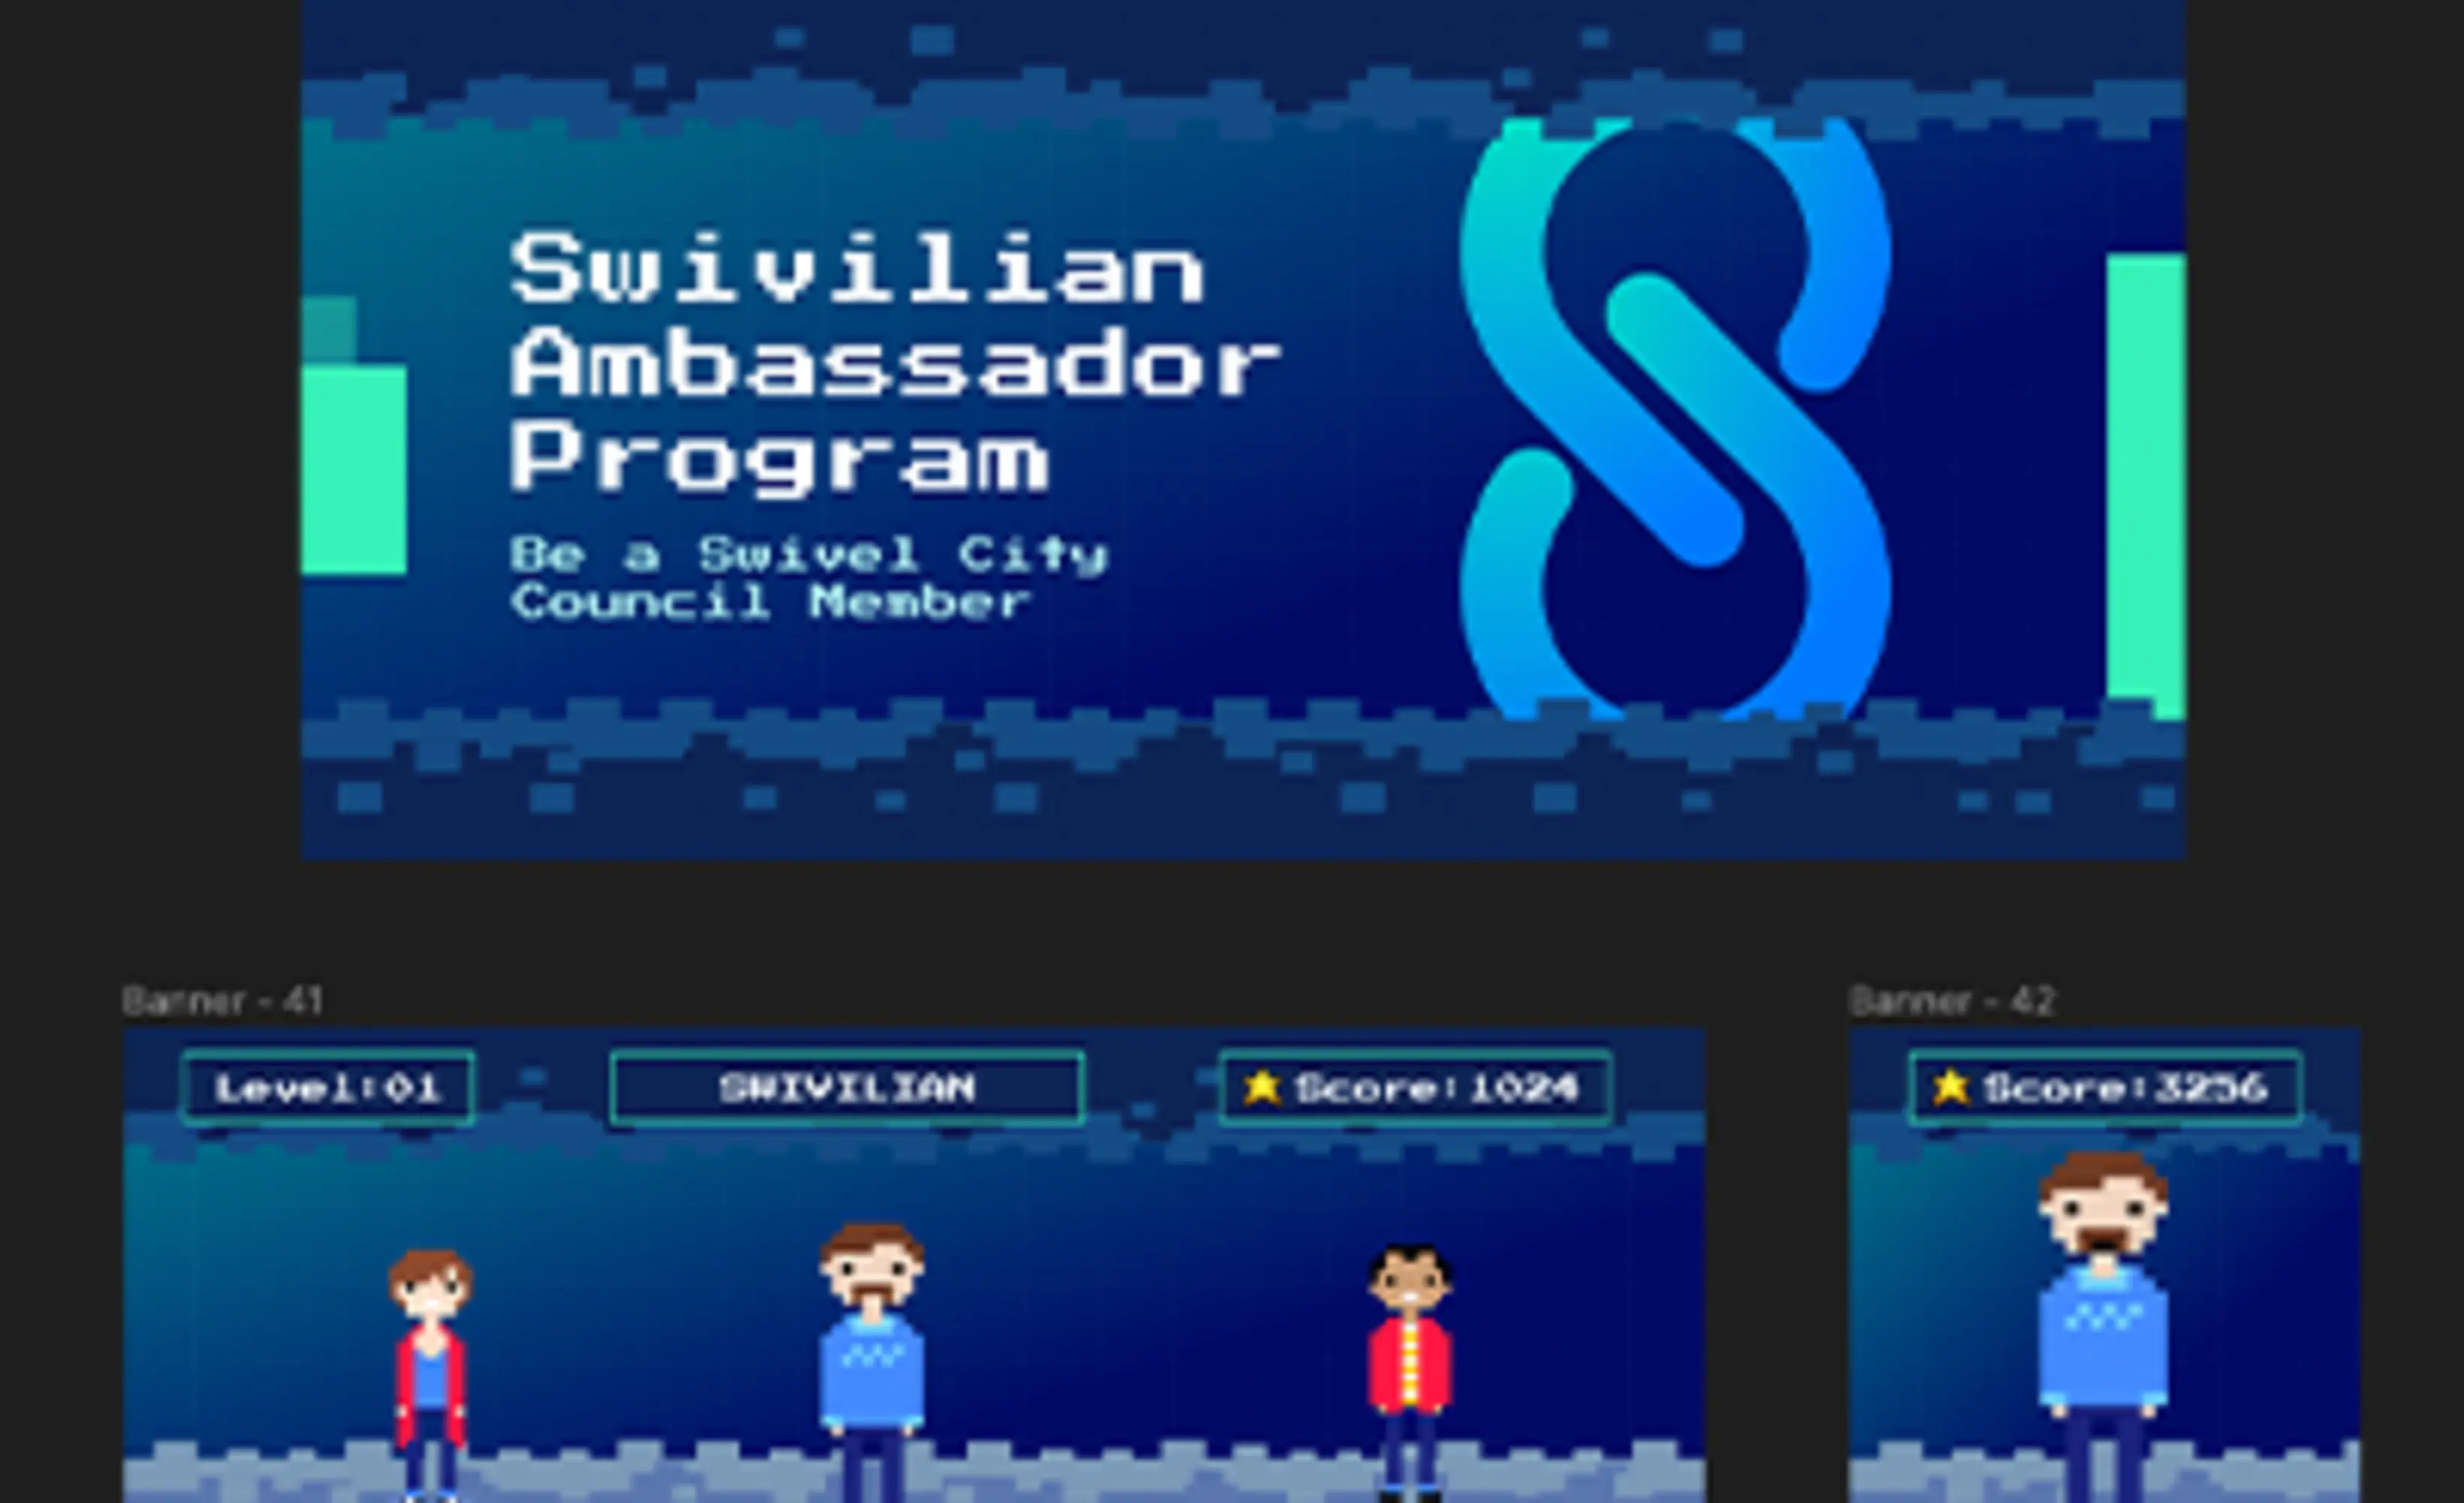 Swivilian
Ambassador
Program
Be a Swivel City
Council Member
Banner - 41
Banner - 42
Level:01
SWIVILIAN
Score:1024
Score:3256